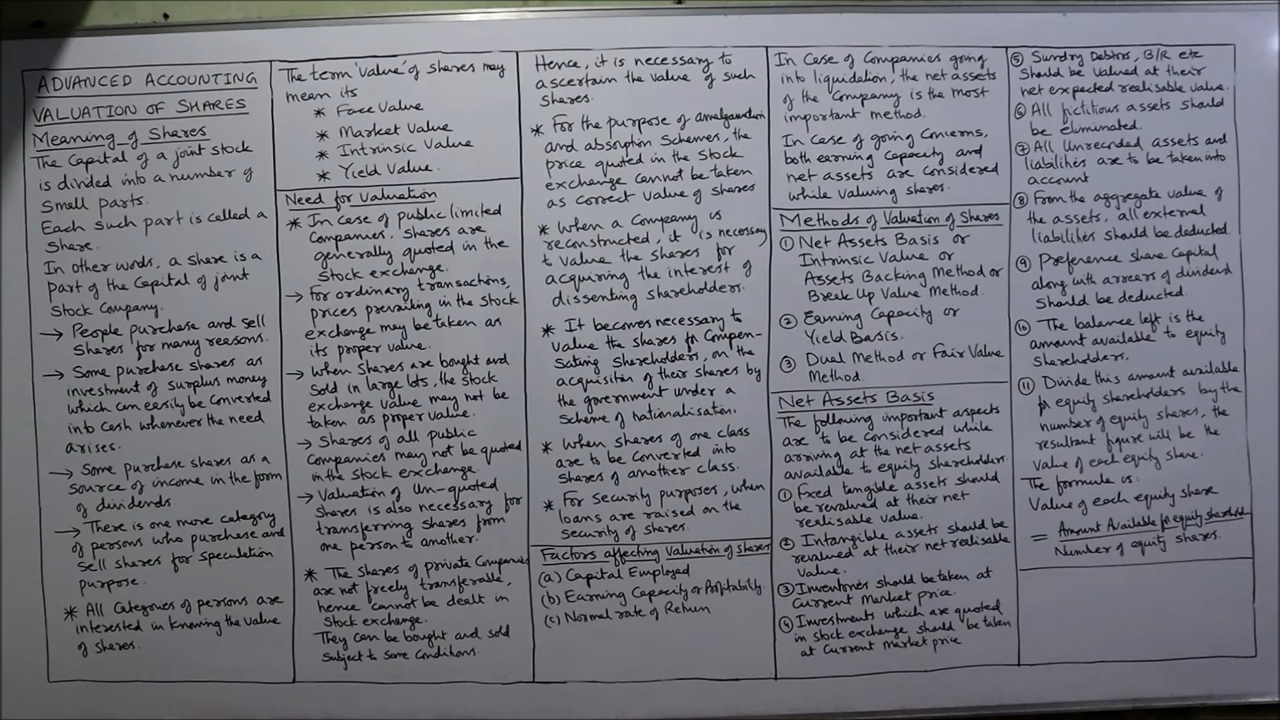 ADVANCED ACCOUNTING
VALUATION OF SHARES
Meaning of Shares
The Capital of a joint stock
is divided into a number of
small parts.
Each such part is called a
Share.
In other words, a share is a
part of the Capital of joint
Stock Company.
→ People purchase and sell
Shares for many reasons.
→ Some purchase shares as
investment of surplus money
which can easily be converted
into cash whenever the need
arises.
→ Some purchase shares as a
source of income in the form
of dividends.
→ There is one more category
of persons who purchase and
sell shares for speculation
purpose.
* All Categories of persons are
interested in knowing the value
of shares.
The term 'value' of shares may
mean its
* Face Value
* Market Value
* Intrinsic Value
* Yield Value.
Need for Valuation
* In case of public limited
Companies, Shares are
generally quoted in the
Stock exchange.
→ For ordinary transactions,
prices prevailing in the stock
exchange may be taken as
its proper value.
→ When shares are bought and
Sold in large lots, the stock
exchange value may not be
taken as proper value.
→ Shares of all public
Companies may not be quoted
in the stock exchange.
→ Valuation of Un-quoted
shares is also necessary for
transferring shares from
one person to another.
* The shares of private Companies
are not freely transferable,
hence cannot be dealt in
Stock exchange.
They can be bought and sold
subject to some conditions.
Hence, it is necessary to
ascertain the value of such
shares.
* For the purpose of amalgamation
and absorption Schemes, the
price quoted in the Stock
exchange cannot be taken
as correct value of shares
* When a Company is
reconstructed, it is necessary
to value the shares for
acquiring the interest of
dissenting shareholders.
* It becomes necessary to
value the shares for Compen-
sating Shareholders, on the
acquisition of their shares by
the government under a
Scheme of nationalisation.
* When shares of one class
are to be converted into
Shares of another class.
* For security purposes, when
loans are raised on the
security of shares.
Factors affecting Valuation of shares
(a) Capital Employed
(b) Earning Capacity or Profitability.
(c) Normal rate of Return
In Case of Companies going
into liquidation, the net assets
of the Company is the most
important method.
In case of going Concerns,
both earning Capacity and
net assets are considered
while valuing shares.
Methods of Valuation of Shares
① Net Assets Basis or
Intrinsic Value or
Assets Backing Method or
Break Up Value Method.
② Earning Capacity or
Yield Basis.
③ Dual Method or Fair Value
Method.
Net Assets Basis
The following important aspects
are to be considered while
arriving at the net assets
available to equity shareholders
① Fixed tangible assets should
be revalued at their net
realisable value.
② Intangible assets should be
revalued at their net realisable
value.
③ Inventories should be taken at
Current Market price.
④ Investments which are quoted
in stock exchange should be taken
at current market price
⑤ Sundry Debtors, B/R etc
Should be valued at their
net expected realisable value.
⑥ All fictitious assets should
be eliminated.
⑦ All Unrecorded assets and
liabilities are to be taken into
account
⑧ From the aggregate value of
the assets, all external
liabilities should be deducted
⑨ Preference share Capital
along with arrears of dividend
Should be deducted.
⑩ The balance left is the
amount available to equity
Shareholders.
⑪ Divide this amount available
for equity shareholders by the
number of equity shares, the
resultant figure will be the
Value of each equity share.
The formula is:
Value of each equity share
= Amount Available for equity shareholders
Number of equity shares.